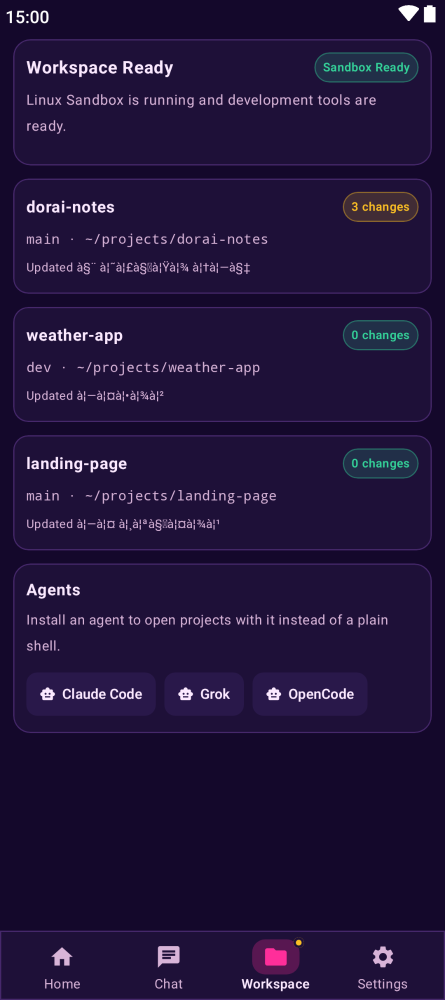 15:00
Workspace Ready
Sandbox Ready
Linux Sandbox is running and development tools are
ready.
dorai-notes
3 changes
main · ~/projects/dorai-notes
Updated
weather-app
0 changes
dev · ~/projects/weather-app
Updated à¦—à¦¤à¦•à¦¾à¦²
landing-page
0 changes
main · ~/projects/landing-page
Updated
Agents
Install an agent to open projects with it instead of a plain
shell.
Claude Code
Grok
OpenCode
Home
Chat
Workspace
Settings